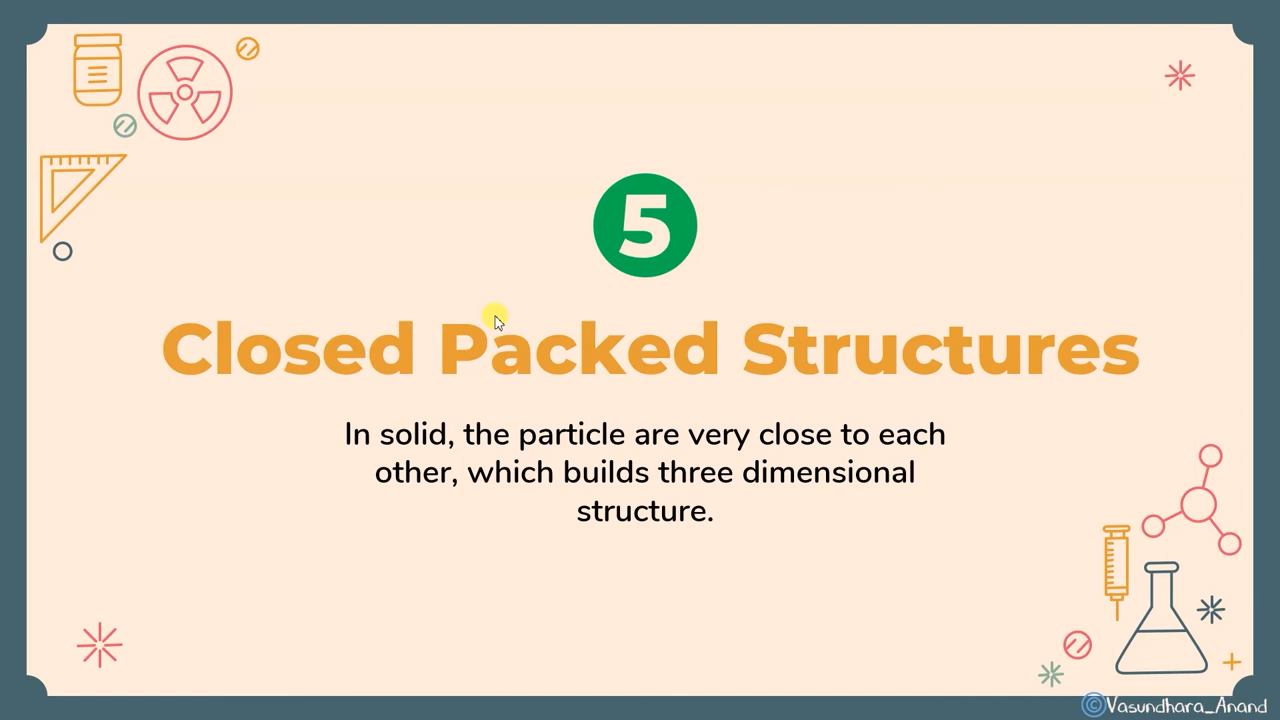 5
Closed Packed Structures
In solid, the particle are very close to each
other, which builds three dimensional
structure.
©Vasundhara_Anand